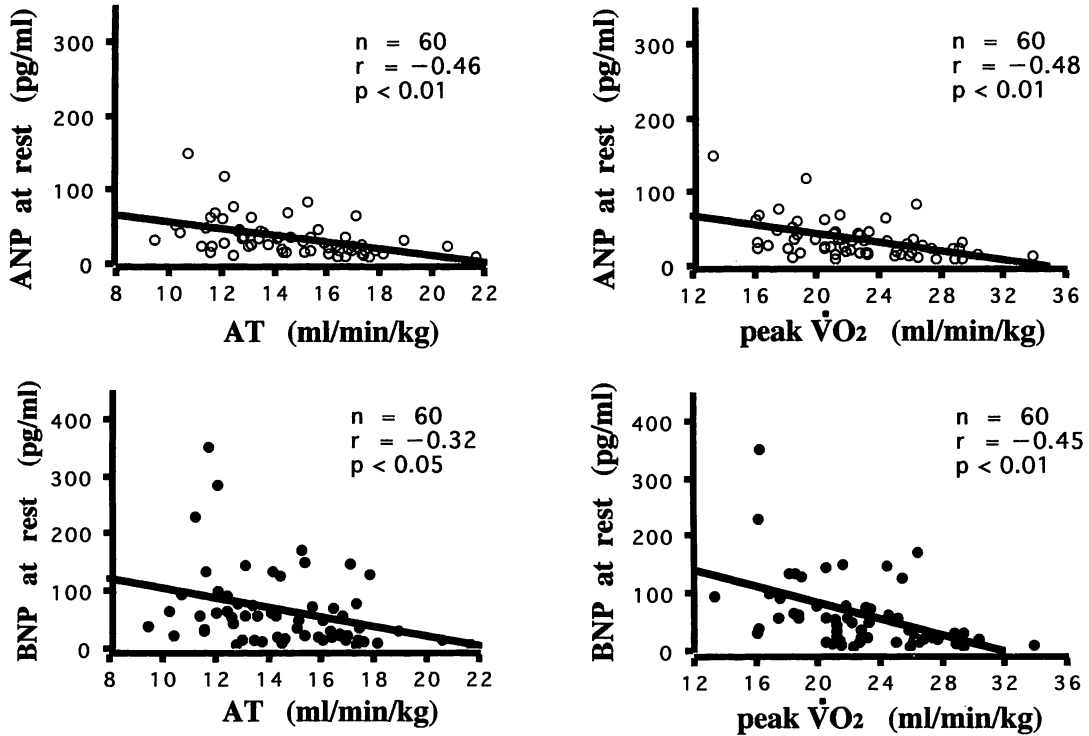 ANP at rest (pg/ml)
300
200
100
0
n = 60
r = −0.46
p < 0.01
8 10 12 14 16 18 20 22
AT (ml/min/kg)
ANP at rest (pg/ml)
300
200
100
0
n = 60
r = −0.48
p < 0.01
12 16 20 24 28 32 36
peak V̇O₂ (ml/min/kg)
BNP at rest (pg/ml)
400
300
200
100
0
n = 60
r = −0.32
p < 0.05
8 10 12 14 16 18 20 22
AT (ml/min/kg)
BNP at rest (pg/ml)
400
300
200
100
0
n = 60
r = −0.45
p < 0.01
12 16 20 24 28 32 36
peak V̇O₂ (ml/min/kg)